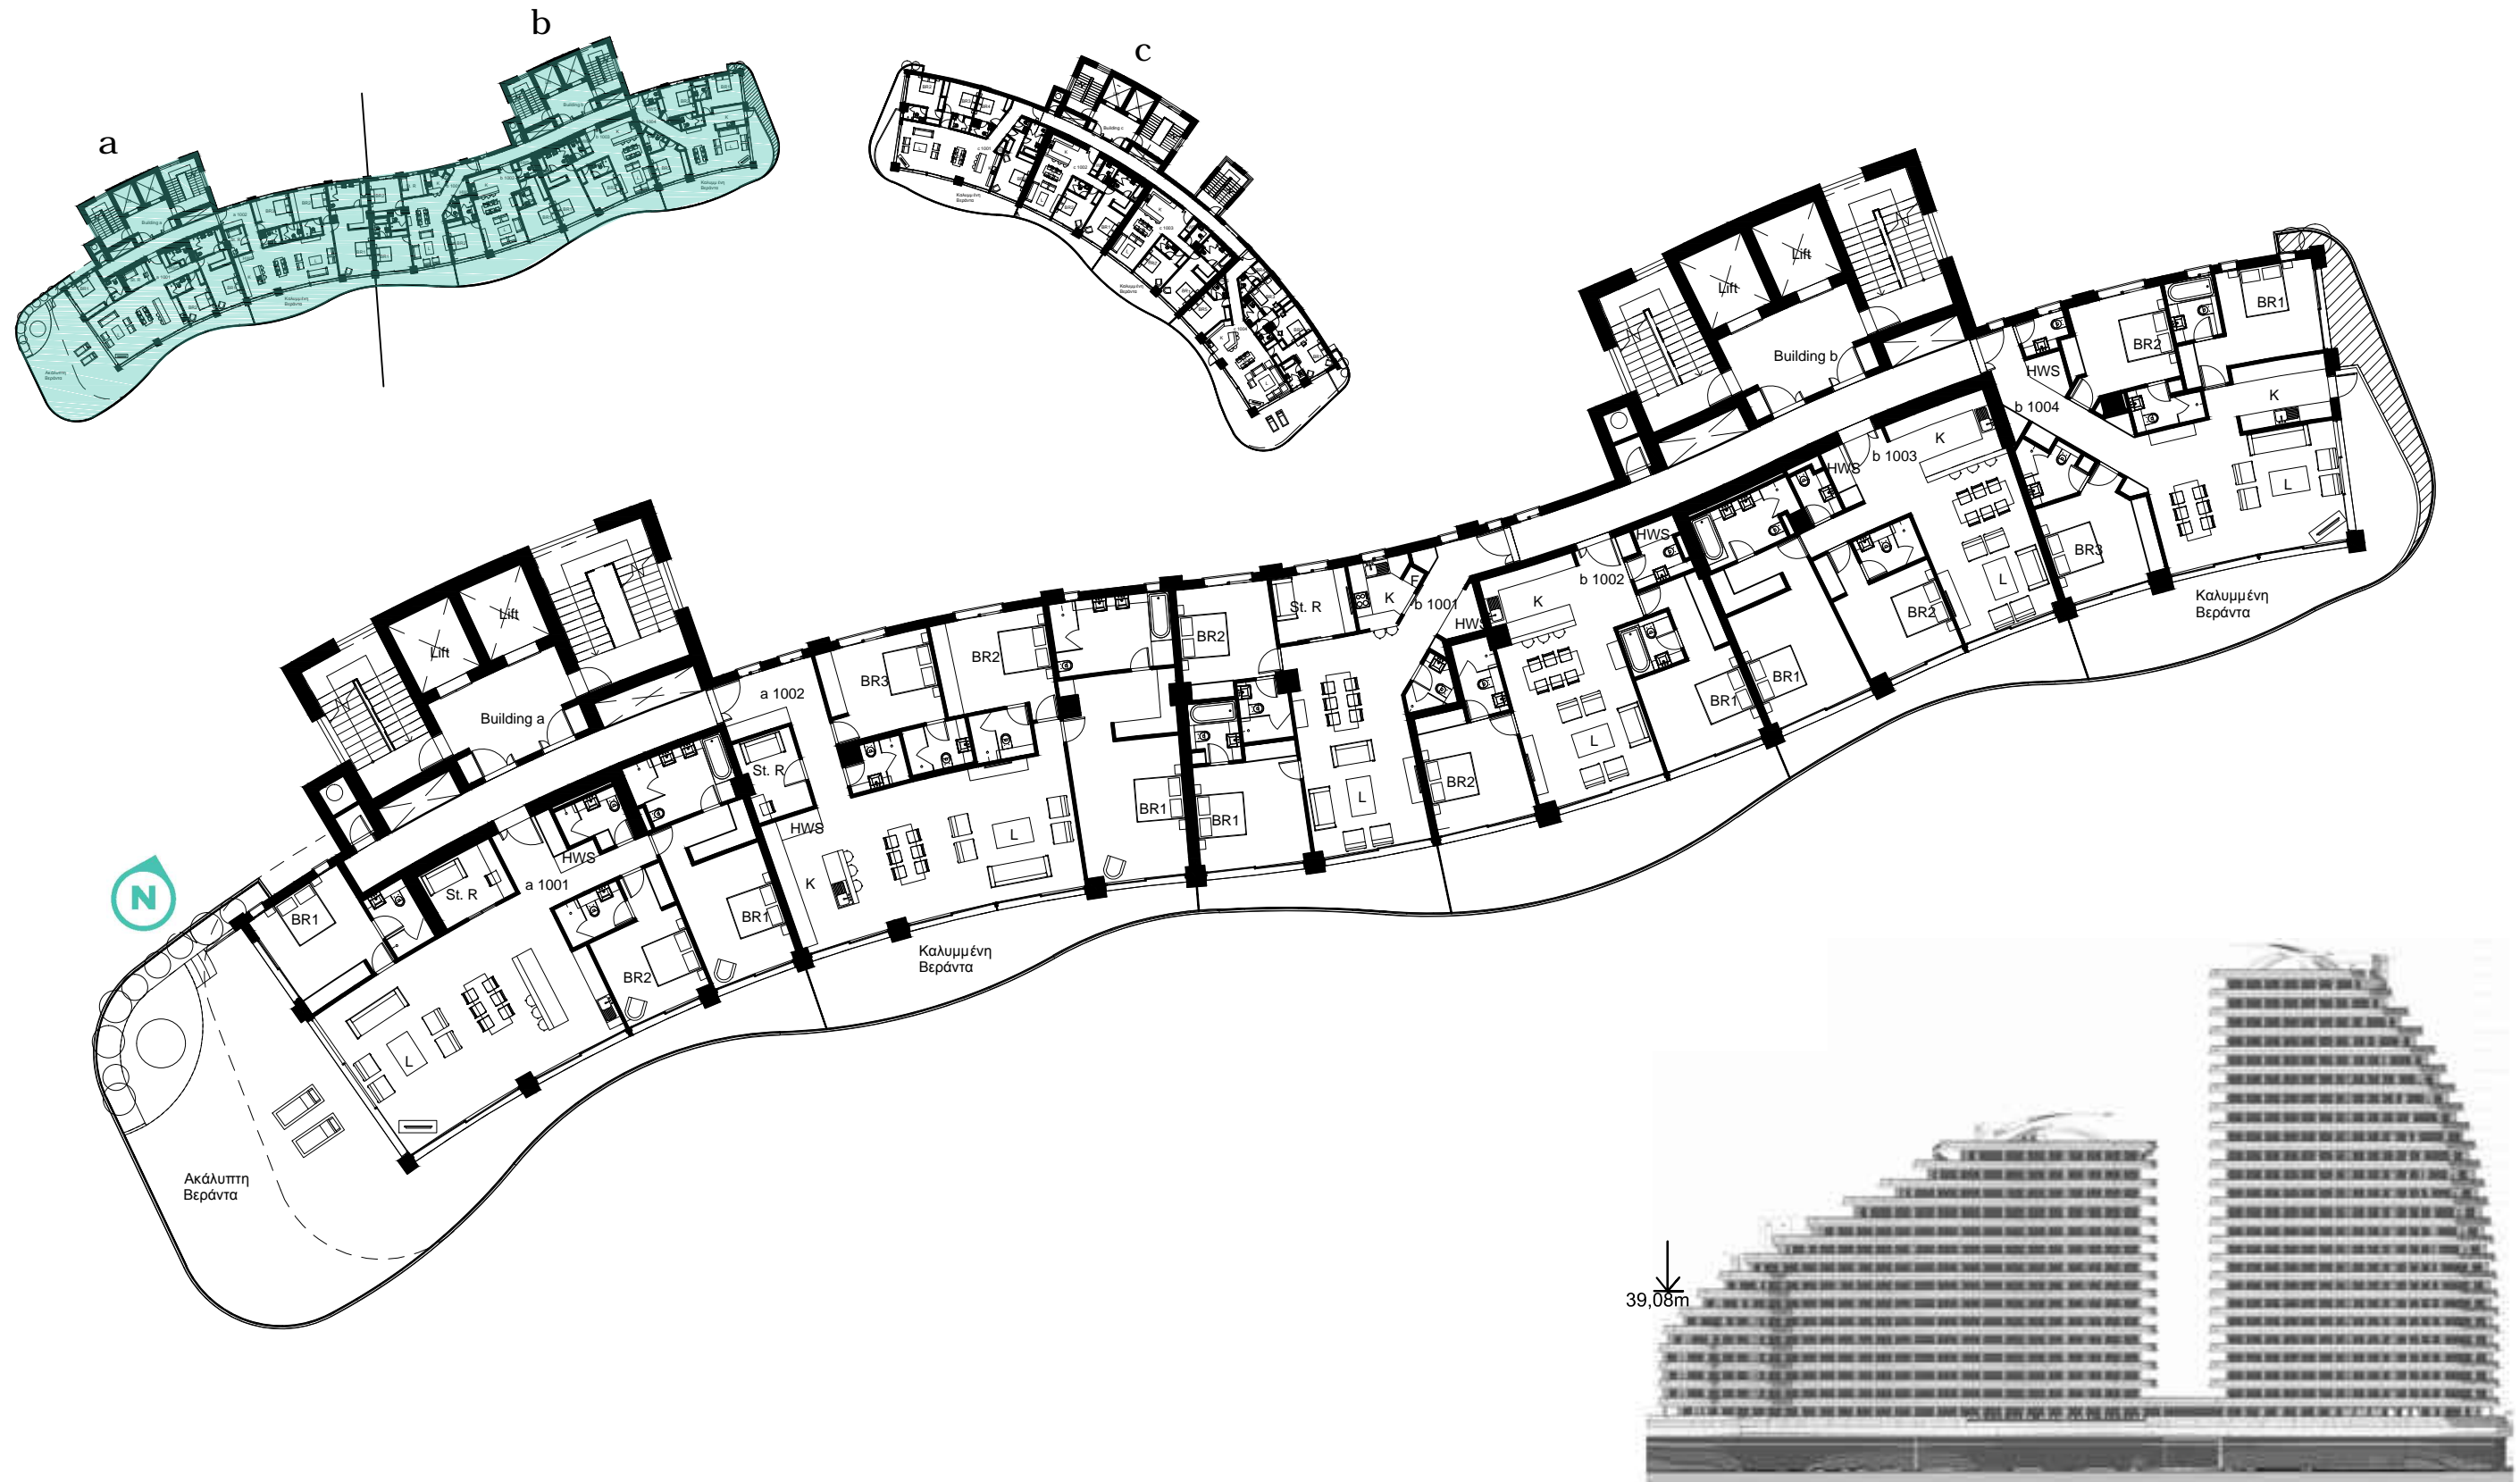 a
b
c
Building a
Lift
Lift
a 1001
BR1
St. R
HWS
BR2
BR1
L
a 1002
St. R
HWS
K
BR3
BR2
L
BR1
Building b
Lift
Lift
b 1001
BR2
St. R
K
F
HWS
BR1
L
BR2
b 1002
HWS
K
L
BR1
b 1003
HWS
K
BR1
BR2
L
b 1004
HWS
BR2
BR1
K
L
BR3
Καλυμμένη
Βεράντα
Καλυμμένη
Βεράντα
Ακάλυπτη
Βεράντα
N
39,08m